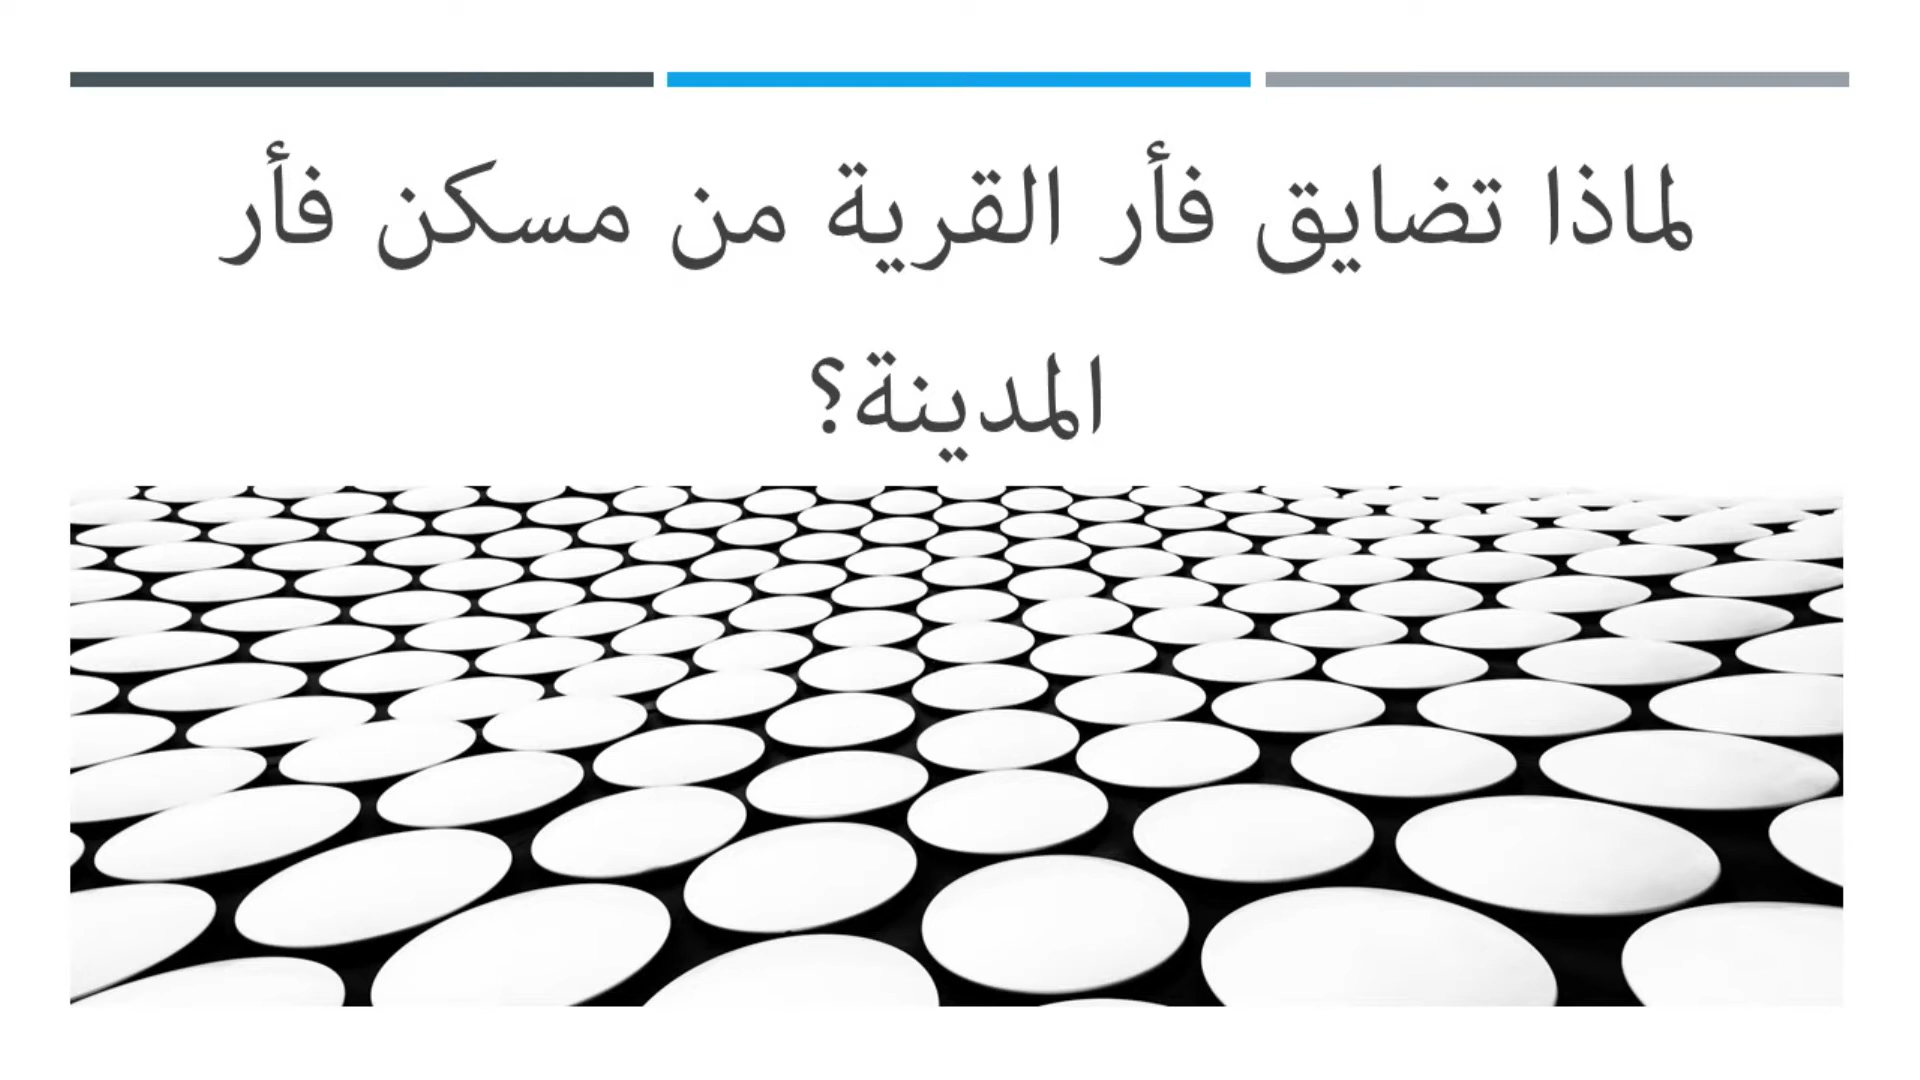 لماذا تضايق فأر القرية من مسكن فأر
المدينة؟